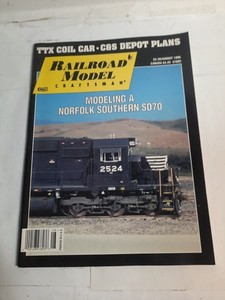 TTX COIL CAR • C&S DEPOT PLANS
RAILROAD MODEL
CRAFTSMAN
MODELING A
NORFOLK SOUTHERN SD70
2524